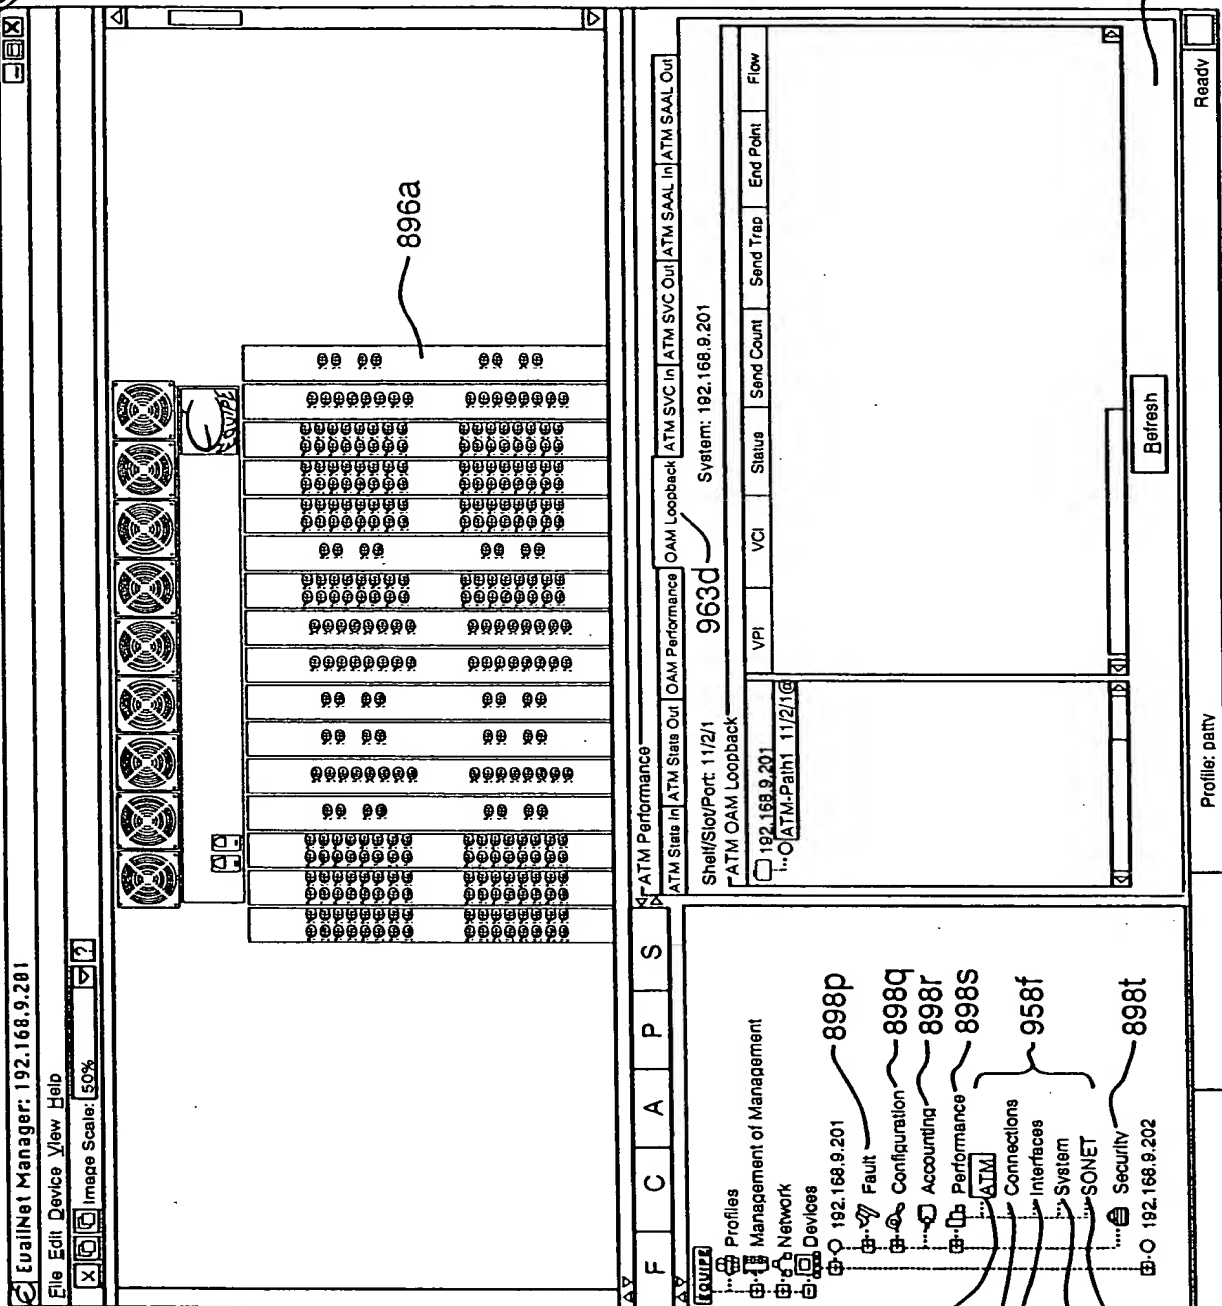 EuailNet Manager: 192.168.9.201
File Edit Device View Help
X ? Image Scale: 50%
EQUIPE
896a
F C A P S
EQUIPE
Profiles
Management of Management
Network
Devices
192.168.9.201
Fault
Configuration
Accounting
Performance
ATM
Connections
Interfaces
System
SONET
Security
192.168.9.202
898p
898q
898r
898s
958f
898t
ATM Performance
ATM Stats In ATM Stats Out OAM Performance OAM Loopback ATM SVC In ATM SVC Out ATM SAAL In ATM SAAL Out
963d
Shelf/Slot/Port: 11/2/1 System: 192.168.9.201
ATM OAM Loopback
192.168.9.201
ATM-Path1 11/2/1@
VPI VCI Status Send Count Send Trap End Point Flow
Refresh
Profile: patty
Ready